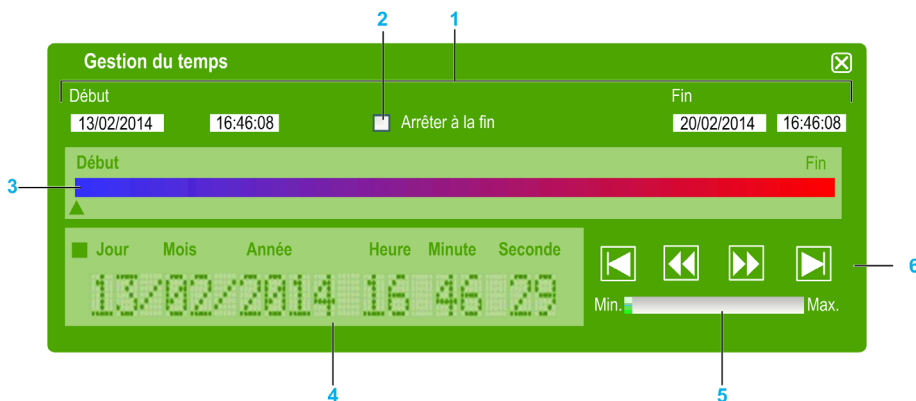 2 1
Gestion du temps
Début Fin
13/02/2014 16:46:08 Arrêter à la fin 20/02/2014 16:46:08
Début Fin
3
Jour Mois Année Heure Minute Seconde
13/02/2014 16 46 29
6
Min. Max.
4 5